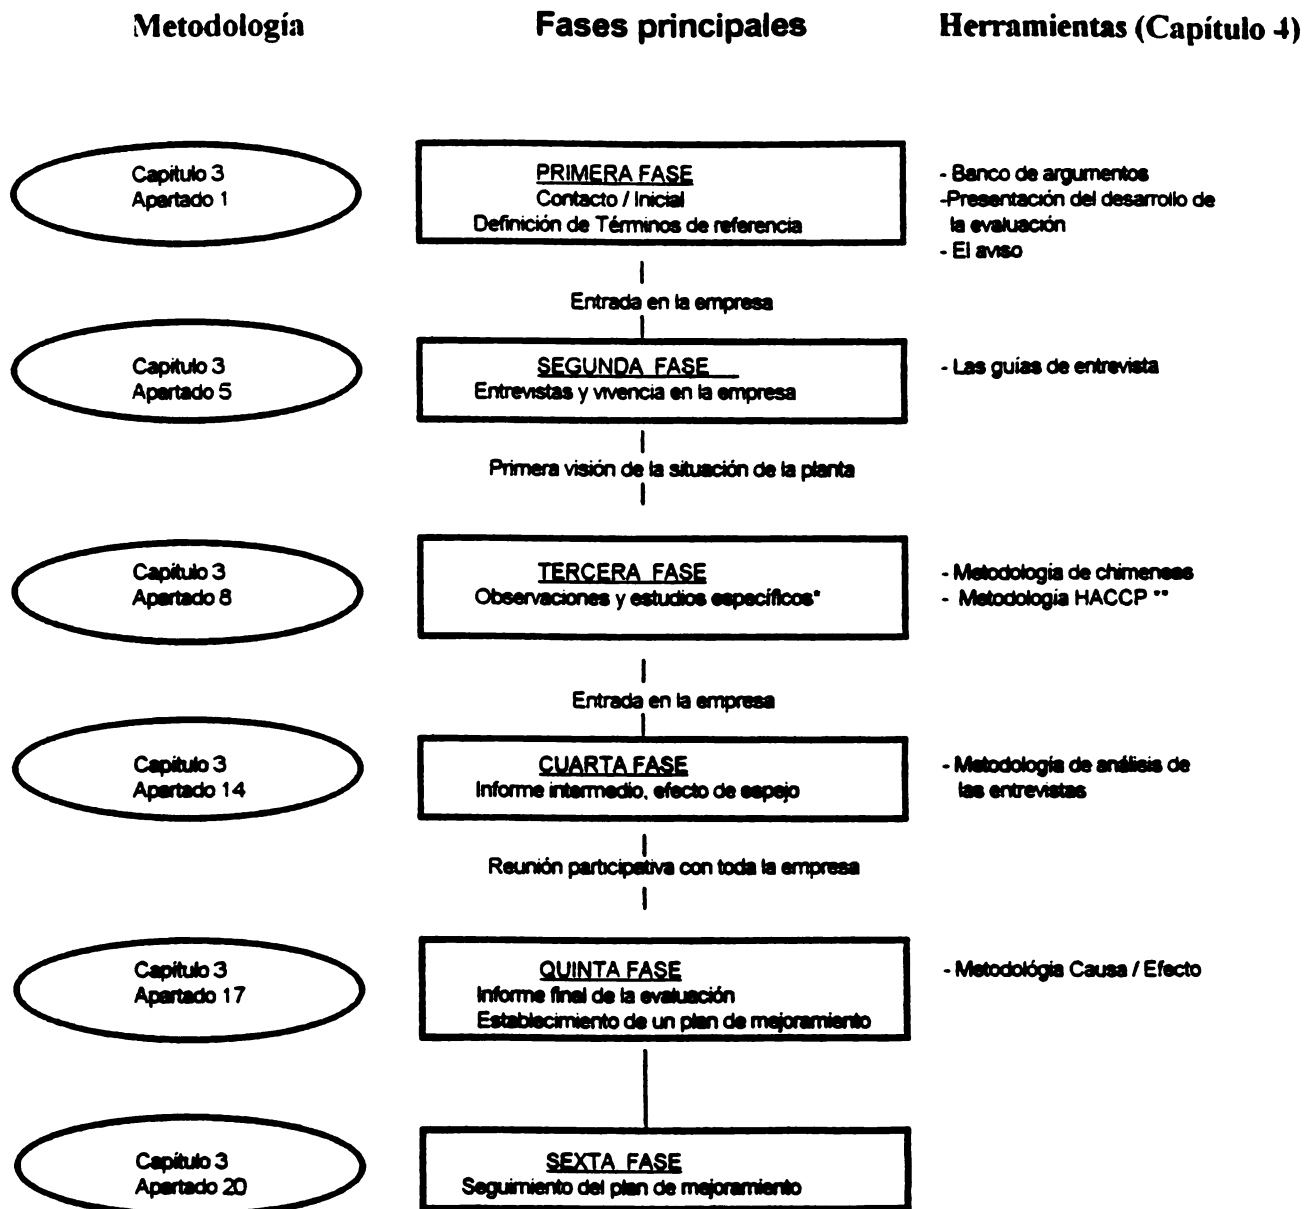 Metodología
Fases principales
Herramientas (Capítulo 4)
Capitulo 3
Apartado 1
PRIMERA FASE
Contacto / Inicial
Definición de Términos de referencia
- Banco de argumentos
-Presentación del desarrollo de
la evaluación
- El aviso
Entrada en la empresa
Capitulo 3
Apartado 5
SEGUNDA FASE
Entrevistas y vivencia en la empresa
- Las guías de entrevista
Primera visión de la situación de la planta
Capitulo 3
Apartado 8
TERCERA FASE
Observaciones y estudios específicos*
- Metodologia de chimeneas
- Metodologia HACCP **
Entrada en la empresa
Capitulo 3
Apartado 14
CUARTA FASE
Informe intermedio, efecto de espejo
- Metodología de análisis de
las entrevistas
Reunión participativa con toda la empresa
Capítulo 3
Apartado 17
QUINTA FASE
Informe final de la evaluación
Establecimiento de un plan de mejoramiento
- Metodológia Causa / Efecto
Capítulo 3
Apartado 20
SEXTA FASE
Seguimiento del plan de mejoramiento